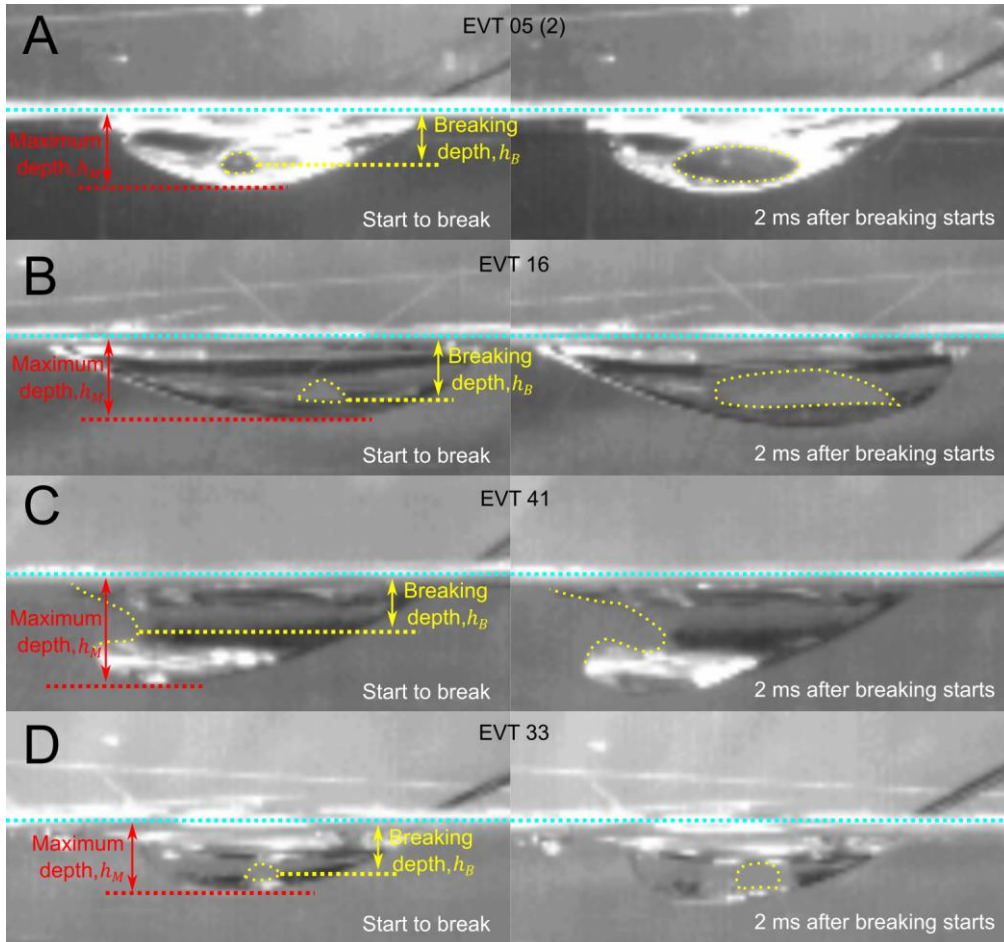 A
EVT 05 (2)
Maximum
depth, h_M
Breaking
depth, h_B
Start to break
2 ms after breaking starts
B
EVT 16
Maximum
depth, h_M
Breaking
depth, h_B
Start to break
2 ms after breaking starts
C
EVT 41
Maximum
depth, h_M
Breaking
depth, h_B
Start to break
2 ms after breaking starts
D
EVT 33
Maximum
depth, h_M
Breaking
depth, h_B
Start to break
2 ms after breaking starts